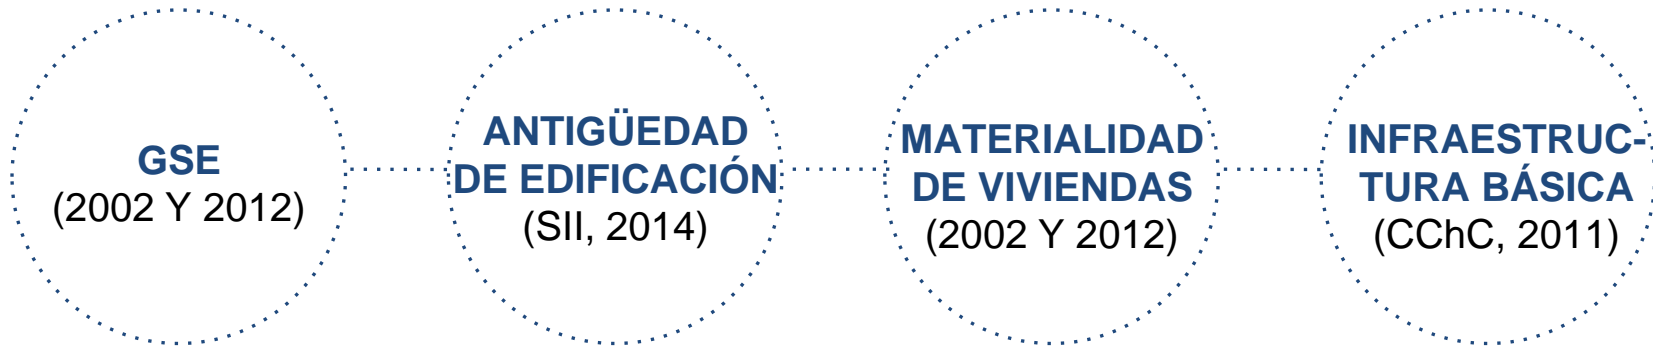 GSE
(2002 Y 2012)
ANTIGÜEDAD
DE EDIFICACIÓN
(SII, 2014)
MATERIALIDAD
DE VIVIENDAS
(2002 Y 2012)
INFRAESTRUC-
TURA BÁSICA
(CChC, 2011)